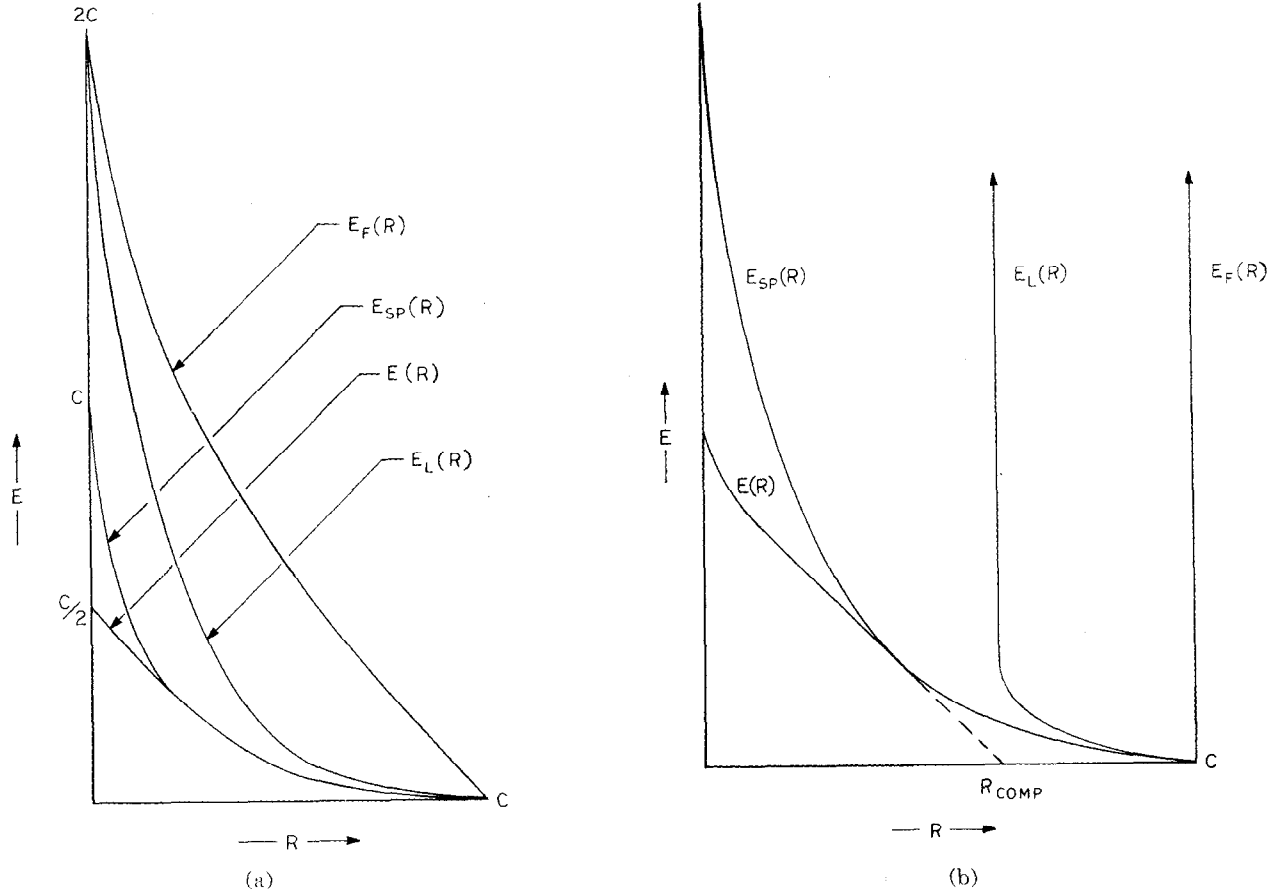 2C
E_F(R)
E_SP(R)
E(R)
E_L(R)
C
E
C/2
C
R
(a)
E_SP(R)
E_L(R)
E_F(R)
E
E(R)
C
R_COMP
R
(b)